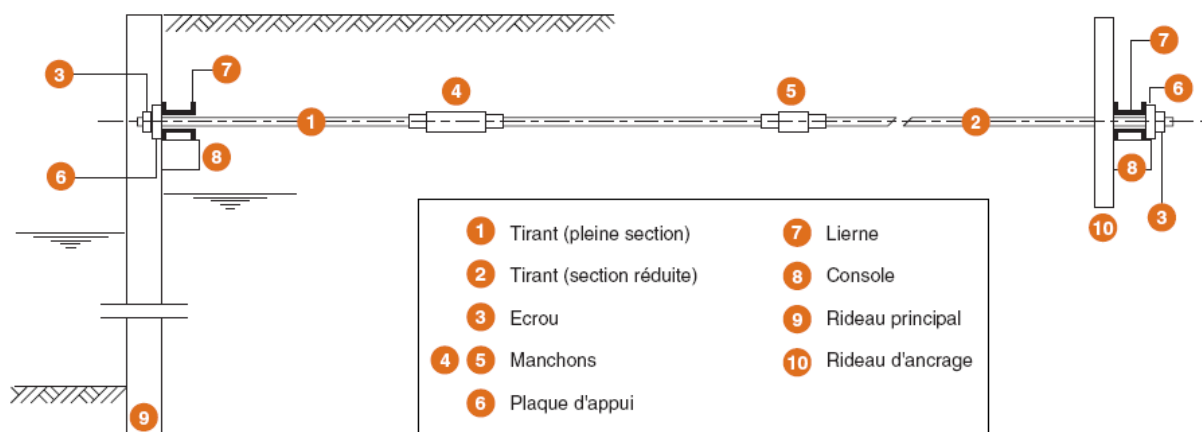 7
3
7
4
5
6
1
2
8
6
8
3
10
1 Tirant (pleine section)
2 Tirant (section réduite)
3 Ecrou
4 5 Manchons
6 Plaque d'appui
7 Lierne
8 Console
9 Rideau principal
10 Rideau d'ancrage
9